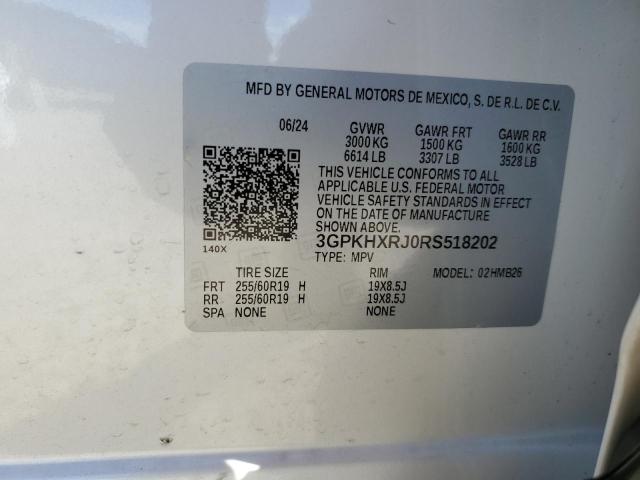 MFD BY GENERAL MOTORS DE MEXICO, S. DE R.L. DE C.V.
06/24 GVWR GAWR FRT GAWR RR
3000 KG 1500 KG 1600 KG
6614 LB 3307 LB 3528 LB
THIS VEHICLE CONFORMS TO ALL
APPLICABLE U.S. FEDERAL MOTOR
VEHICLE SAFETY STANDARDS IN EFFECT
ON THE DATE OF MANUFACTURE
SHOWN ABOVE.
140X 3GPKHXRJ0RS518202
TYPE: MPV
TIRE SIZE RIM MODEL: 02HMB26
FRT 255/60R19 H 19X8.5J
RR 255/60R19 H 19X8.5J
SPA NONE NONE